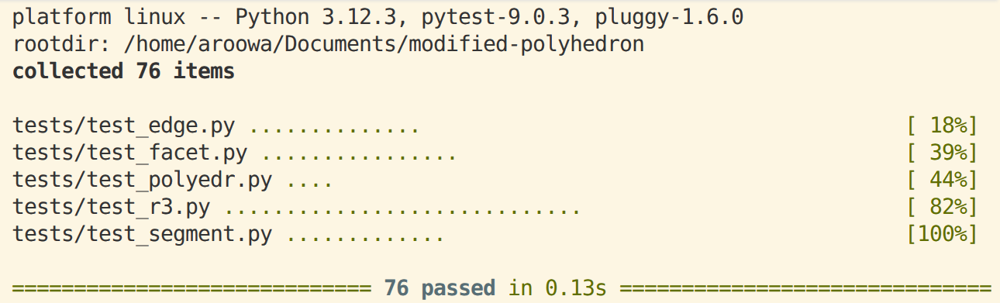 platform linux -- Python 3.12.3, pytest-9.0.3, pluggy-1.6.0
rootdir: /home/aroowa/Documents/modified-polyhedron
collected 76 items
tests/test_edge.py .............. [ 18%]
tests/test_facet.py ................ [ 39%]
tests/test_polyedr.py .... [ 44%]
tests/test_r3.py ............................. [ 82%]
tests/test_segment.py ............. [100%]
============================= 76 passed in 0.13s ==============================